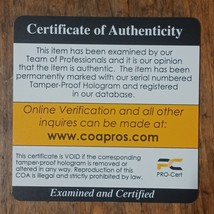 Certificate of Authenticity
This item has been examined by our
Team of Professionals and it is our opinion
that the item is authentic.  The item has been
permanently marked with our serial numbered
Tamper-Proof Hologram and registered
in our database.
Online Verification and all other
inquires can be made at:
www.coapros.com
This certificate is VOID if the corresponding
tamper-proof hologram is removed or
altered in any way. Reproduction of this
COA is illegal and strictly prohibited by law.
PRO-Cert
Examined and Certified